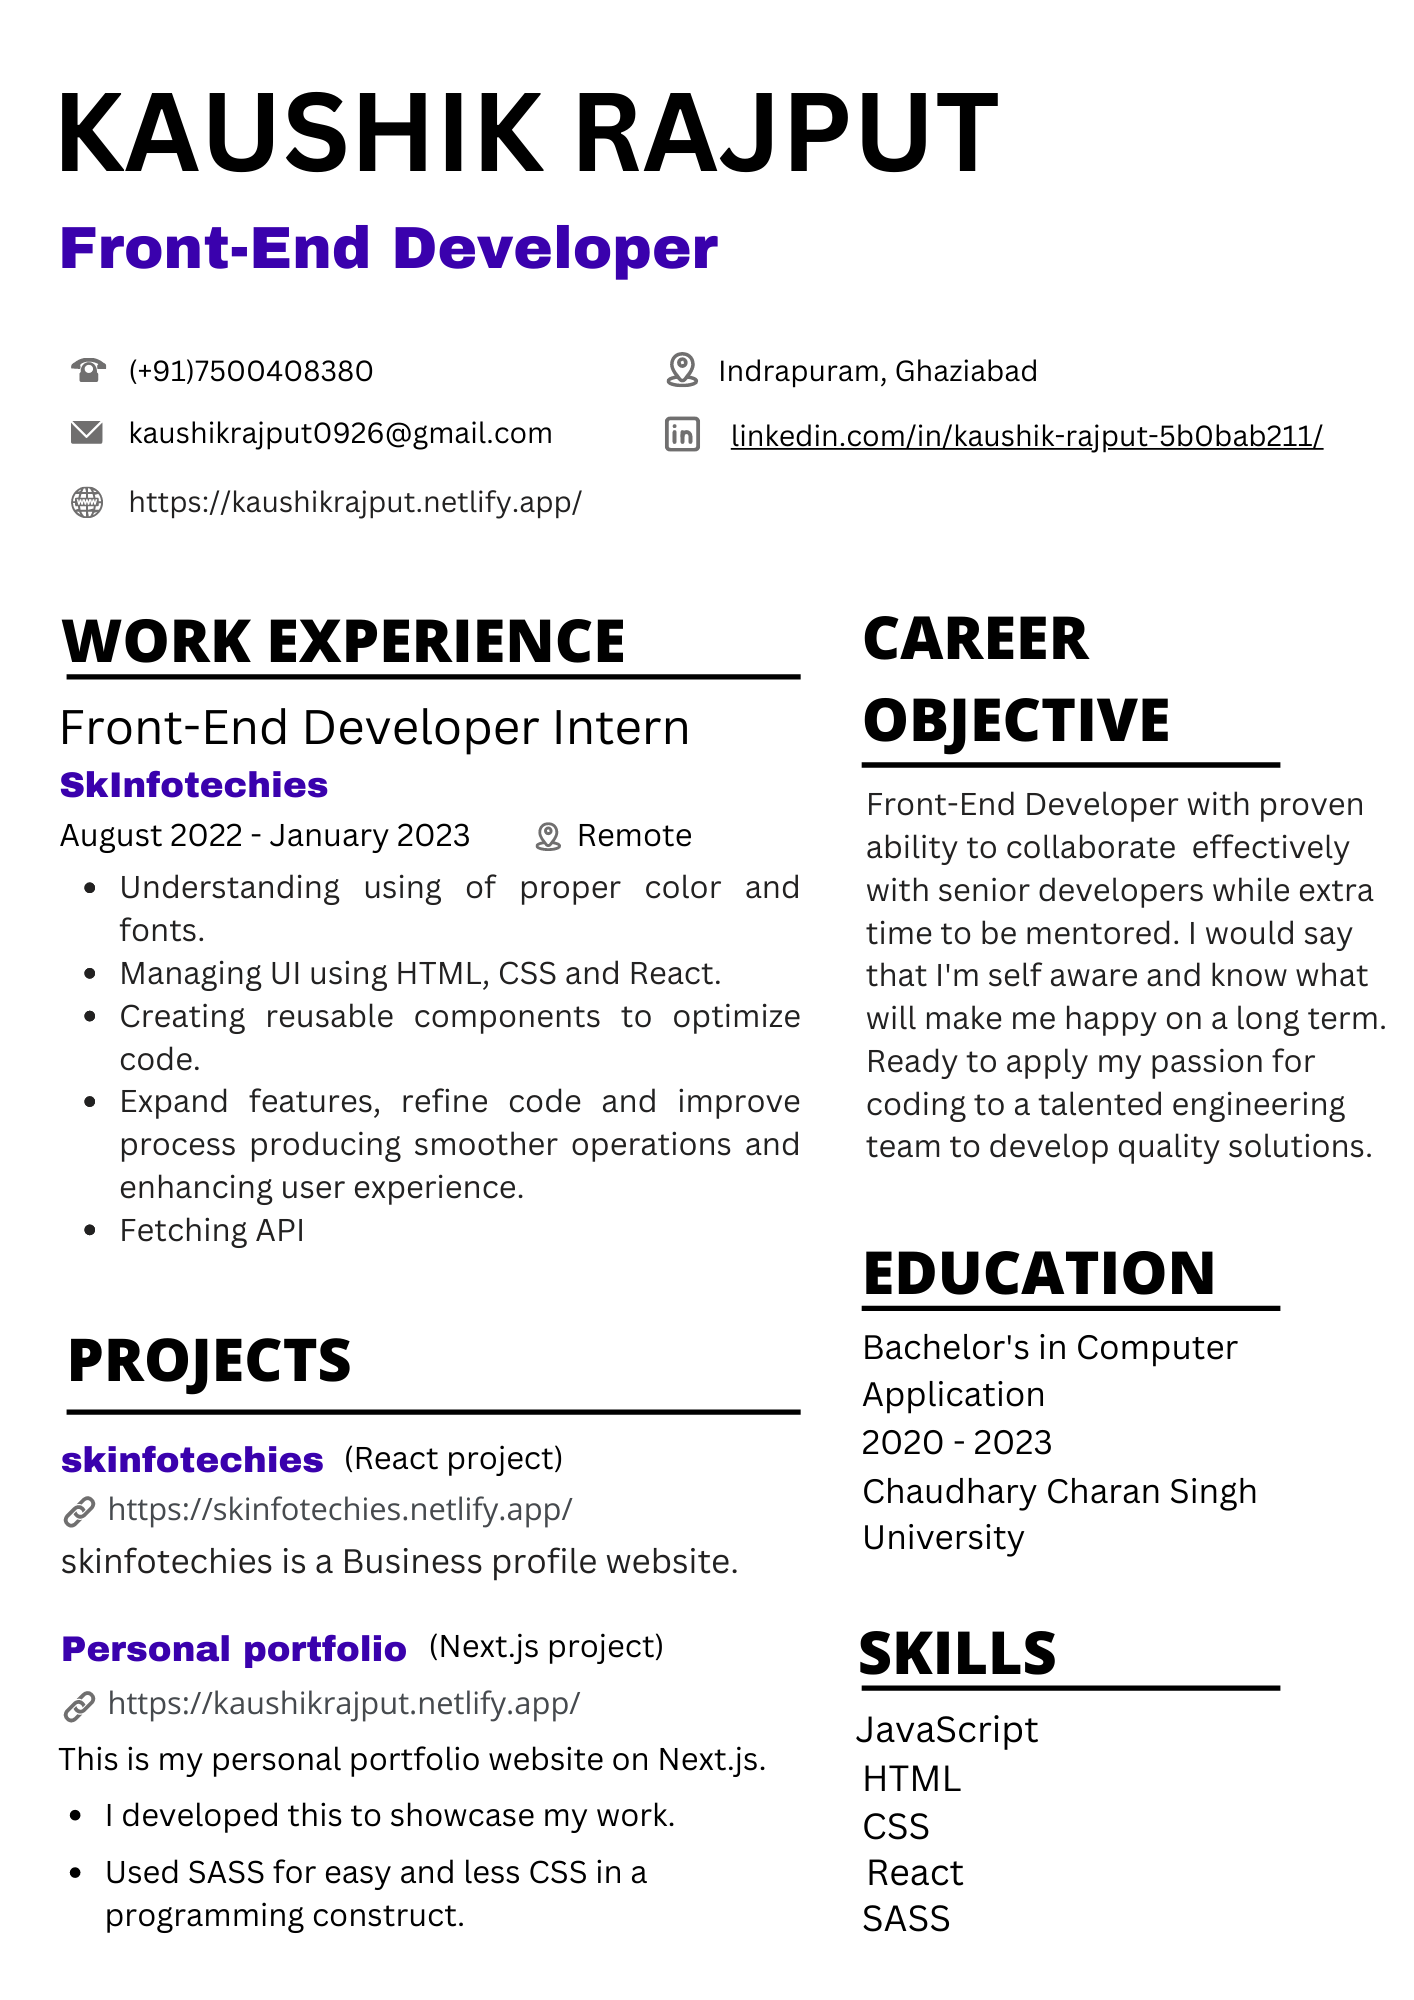 KAUSHIK RAJPUT
Front-End Developer
(+91)7500408380
Indrapuram, Ghaziabad
kaushikrajput0926@gmail.com
linkedin.com/in/kaushik-rajput-5b0bab211/
https://kaushikrajput.netlify.app/
WORK EXPERIENCE
Front-End Developer Intern
SkInfotechies
August 2022 - January 2023
Remote
• Understanding using of proper color and
fonts.
• Managing UI using HTML, CSS and React.
• Creating reusable components to optimize
code.
• Expand features, refine code and improve
process producing smoother operations and
enhancing user experience.
• Fetching API
PROJECTS
skinfotechies (React project)
https://skinfotechies.netlify.app/
skinfotechies is a Business profile website.
Personal portfolio (Next.js project)
https://kaushikrajput.netlify.app/
This is my personal portfolio website on Next.js.
• I developed this to showcase my work.
• Used SASS for easy and less CSS in a
programming construct.
CAREER
OBJECTIVE
Front-End Developer with proven
ability to collaborate effectively
with senior developers while extra
time to be mentored. I would say
that I'm self aware and know what
will make me happy on a long term.
Ready to apply my passion for
coding to a talented engineering
team to develop quality solutions.
EDUCATION
Bachelor's in Computer
Application
2020 - 2023
Chaudhary Charan Singh
University
SKILLS
JavaScript
HTML
CSS
React
SASS